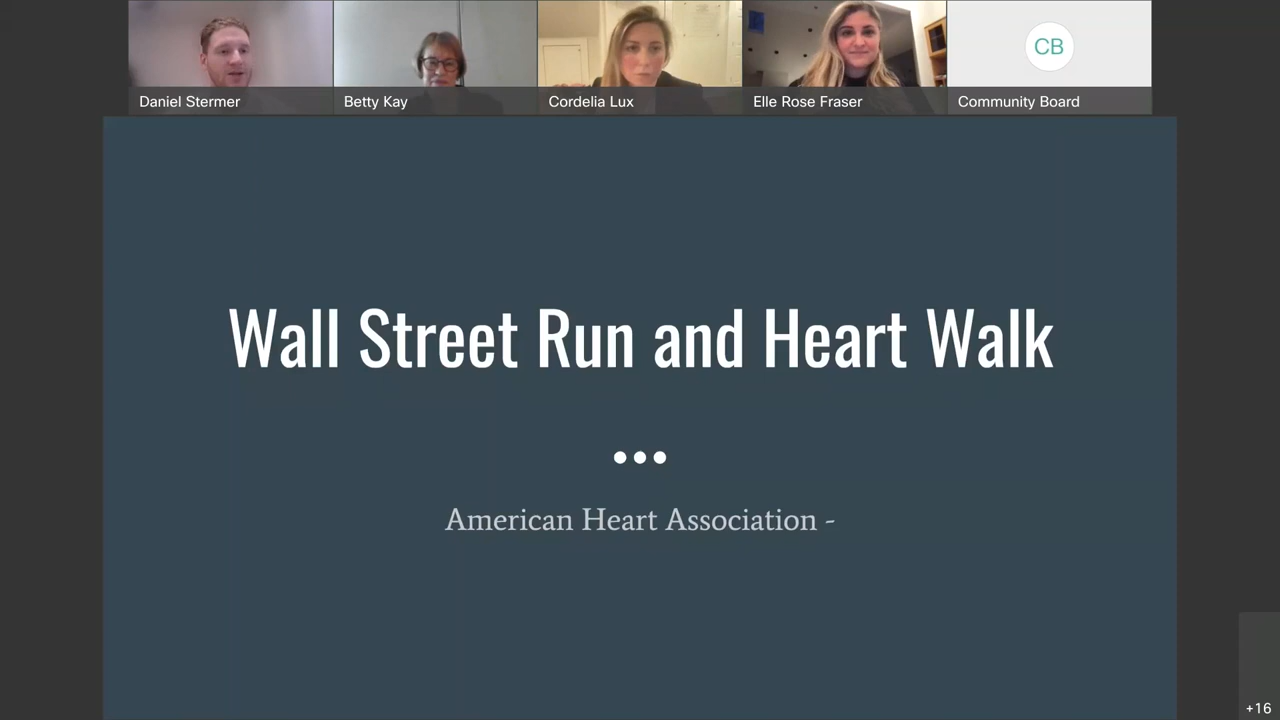 Daniel Stermer
Betty Kay
Cordelia Lux
Elle Rose Fraser
CB
Community Board
Wall Street Run and Heart Walk
American Heart Association -
+16